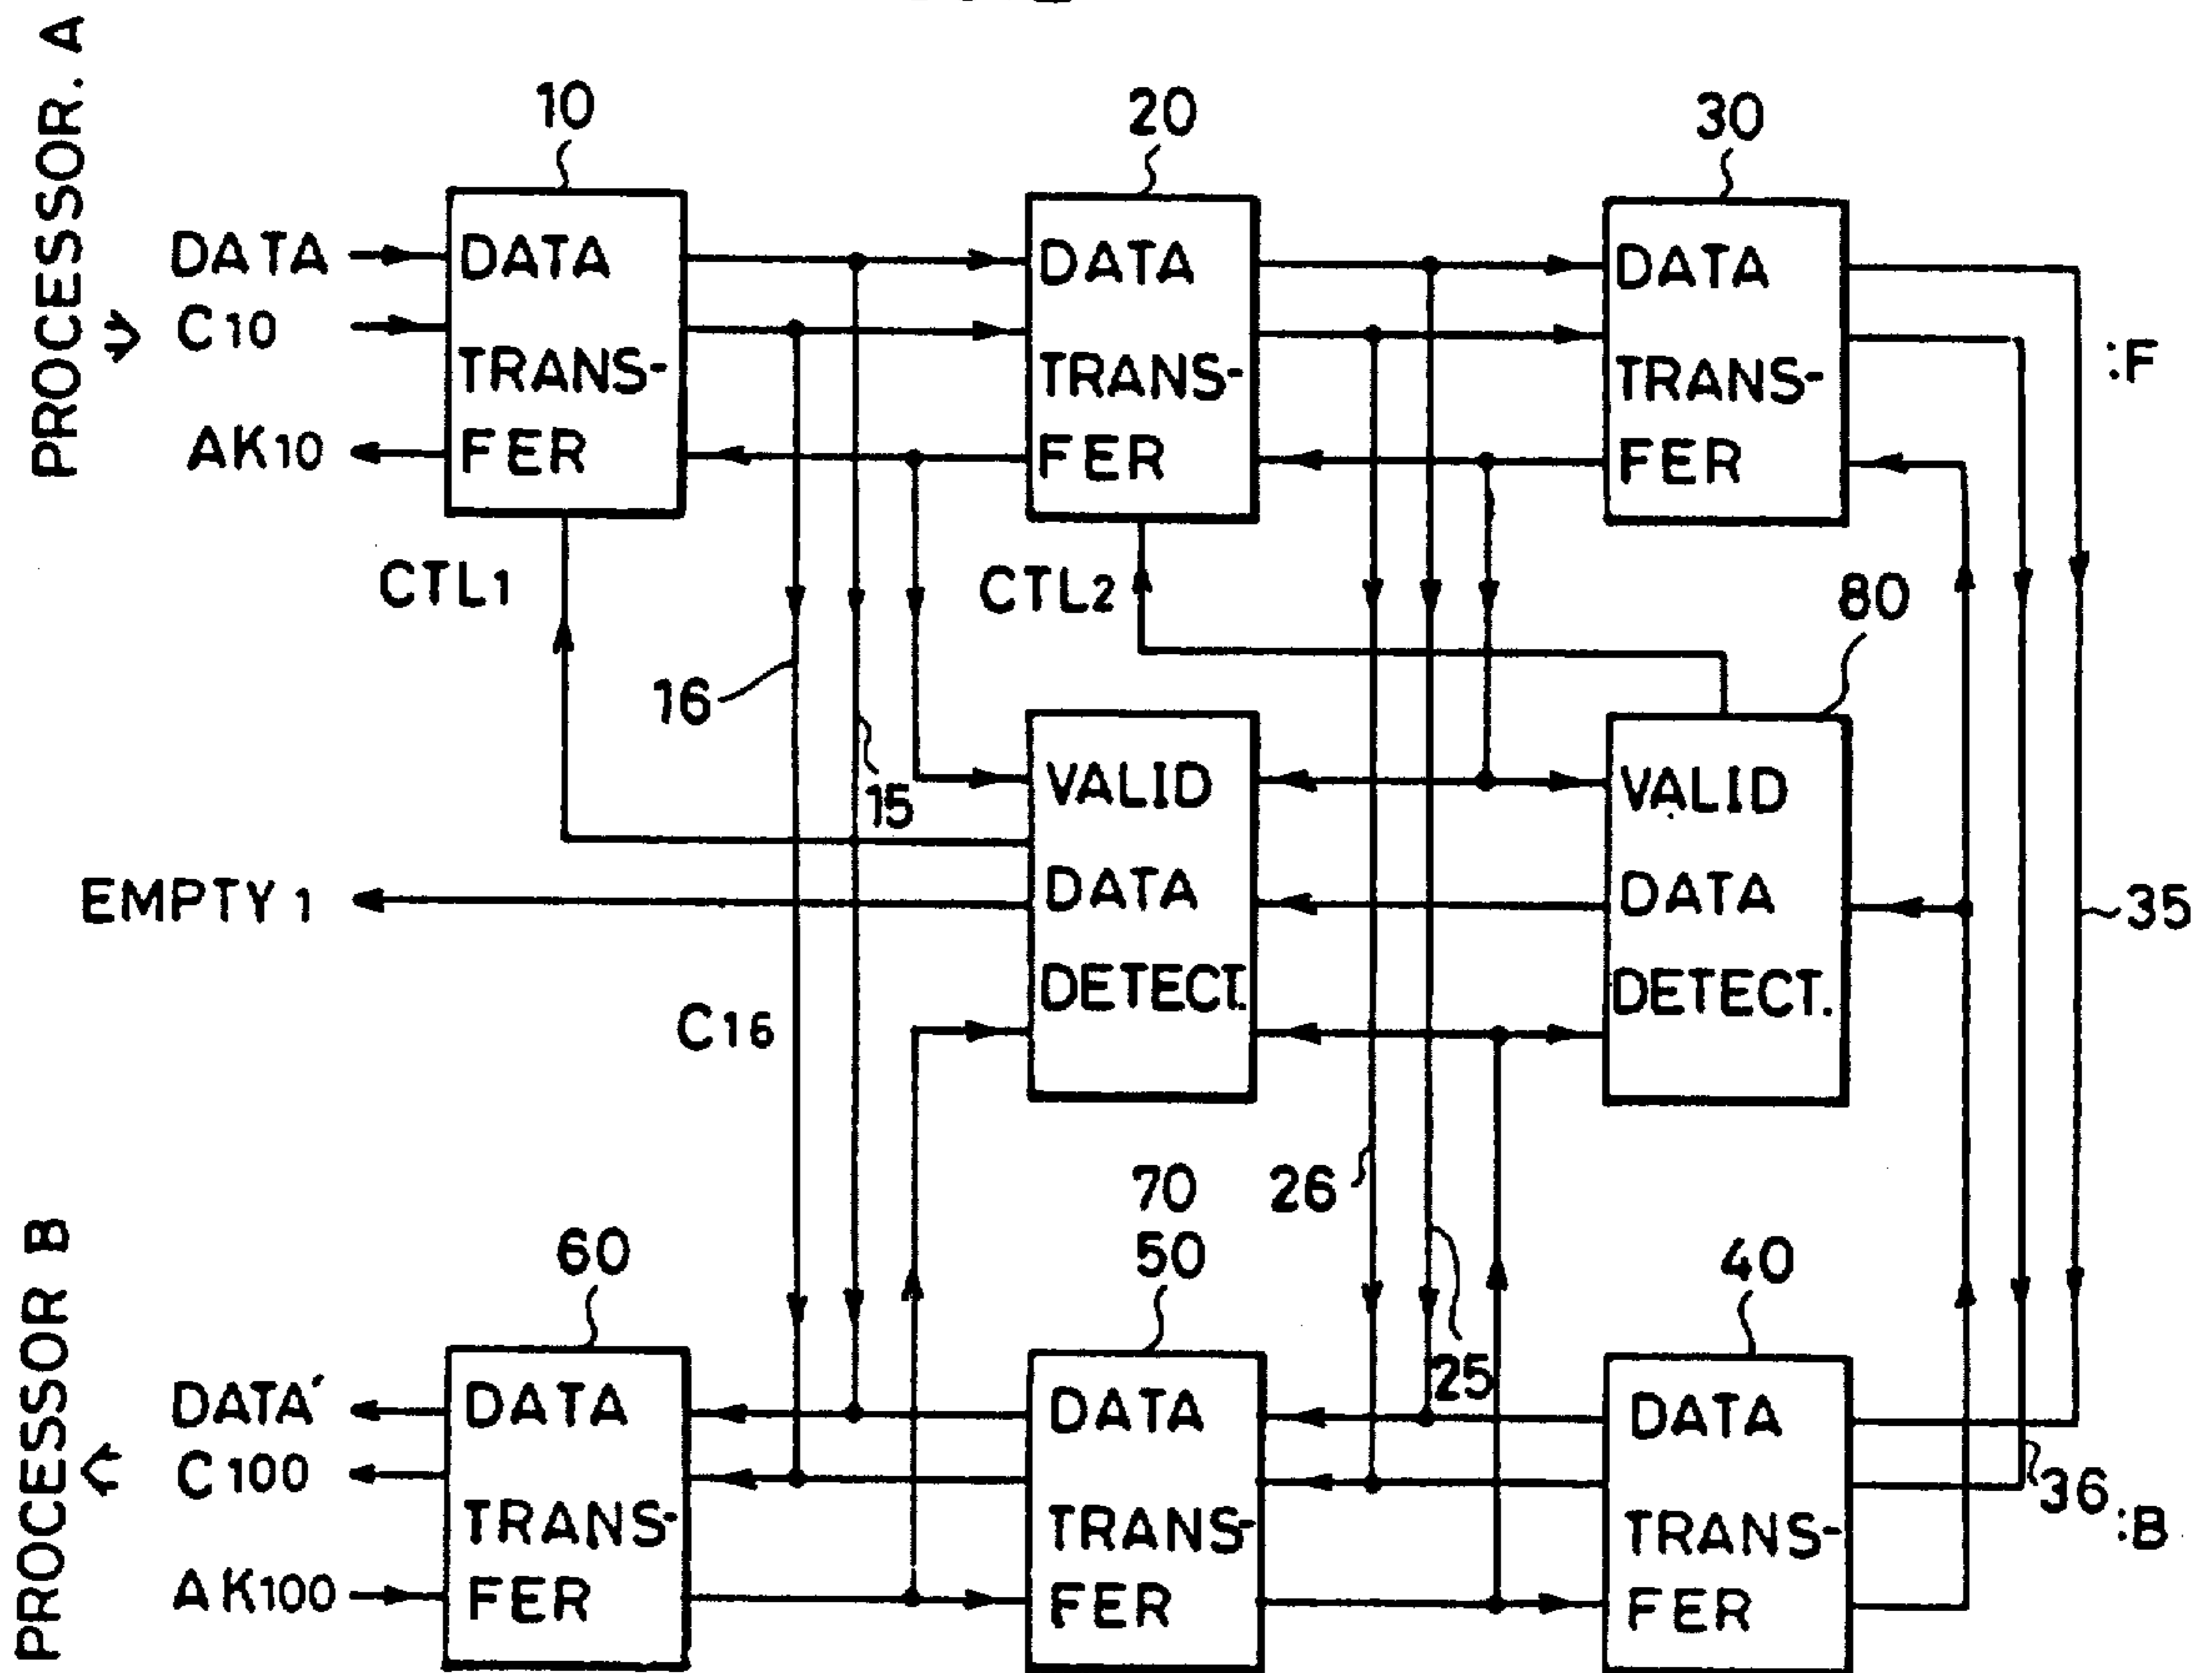 PROCESSOR. A
10
20
30
DATA
C10
AK10
DATA
TRANS-
FER
DATA
TRANS-
FER
DATA
TRANS-
FER
:F
CTL1
CTL2
80
16
15
VALID
DATA
DETECT.
VALID
DATA
DETECT.
EMPTY 1
35
C16
26
70
60
50
40
25
PROCESSOR B
DATA'
C100
AK100
DATA
TRANS-
FER
DATA
TRANS-
FER
DATA
TRANS-
FER
36
:B